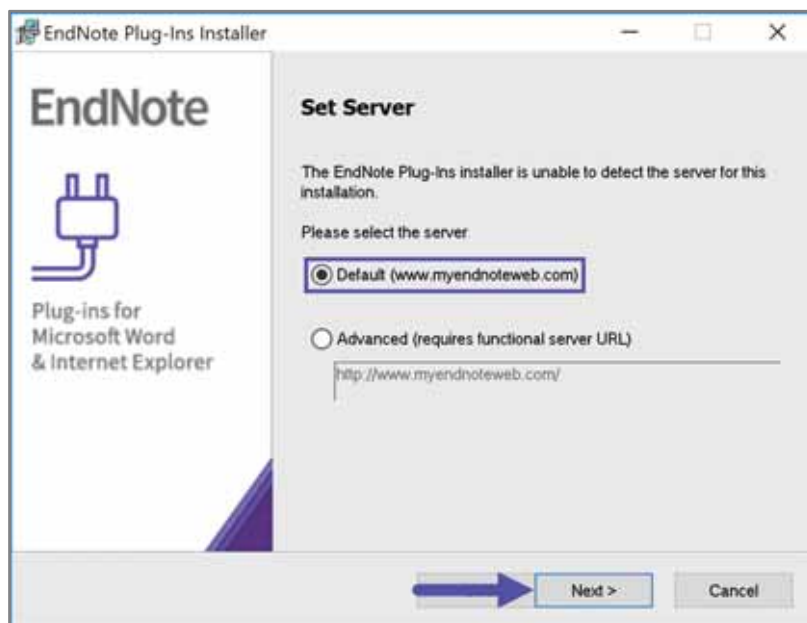 EndNote Plug-Ins Installer
EndNote
Plug-ins for
Microsoft Word
& Internet Explorer
Set Server
The EndNote Plug-Ins installer is unable to detect the server for this
installation.
Please select the server
Default (www.myendnoteweb.com)
Advanced (requires functional server URL)
http://www.myendnoteweb.com/
Next >
Cancel